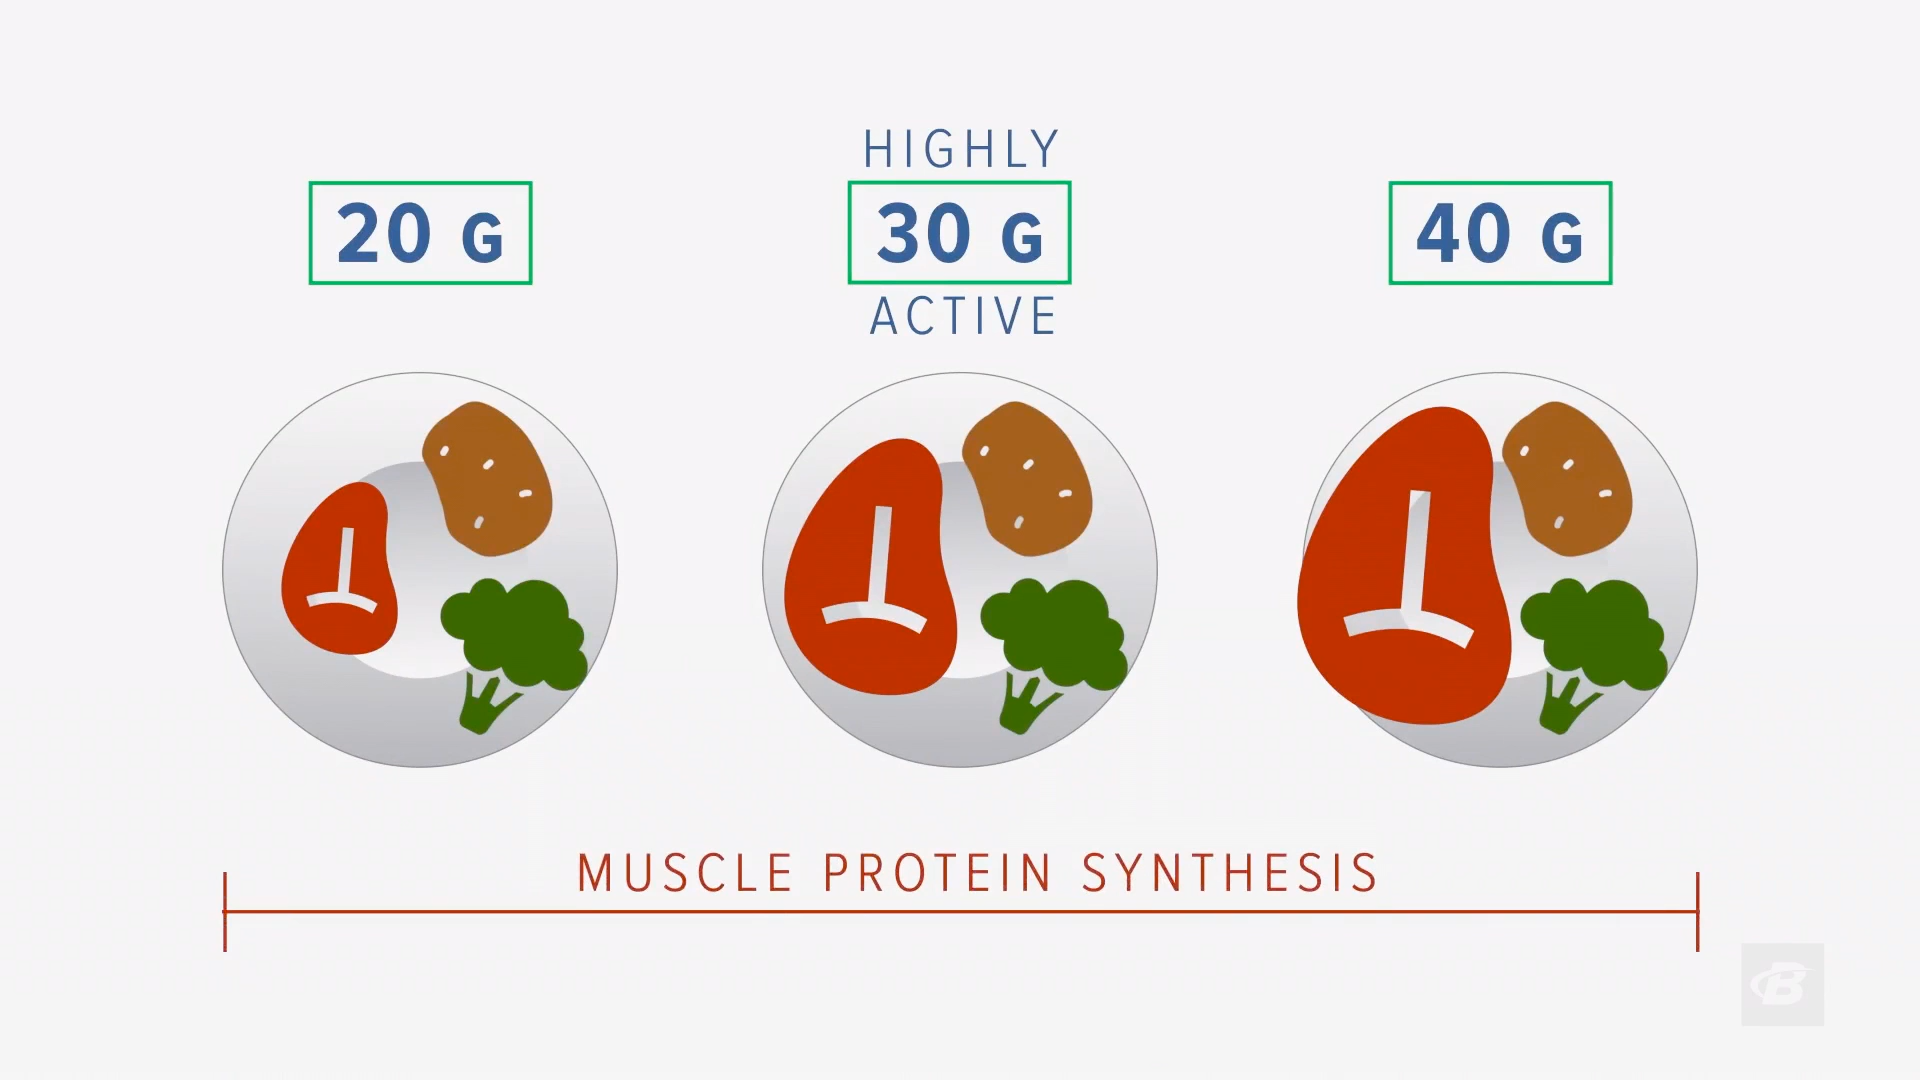 HIGHLY
20 G
30 G
40 G
ACTIVE
MUSCLE PROTEIN SYNTHESIS
B